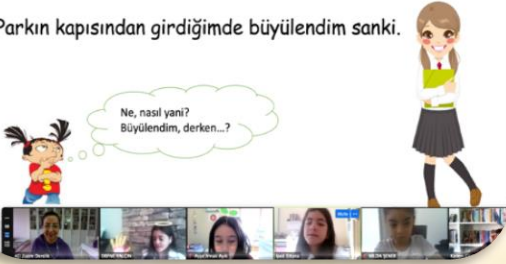 Parkın kapısından girdiğimde büyülendim sanki.
Ne, nasıl yani?
Büyülendim, derken...?